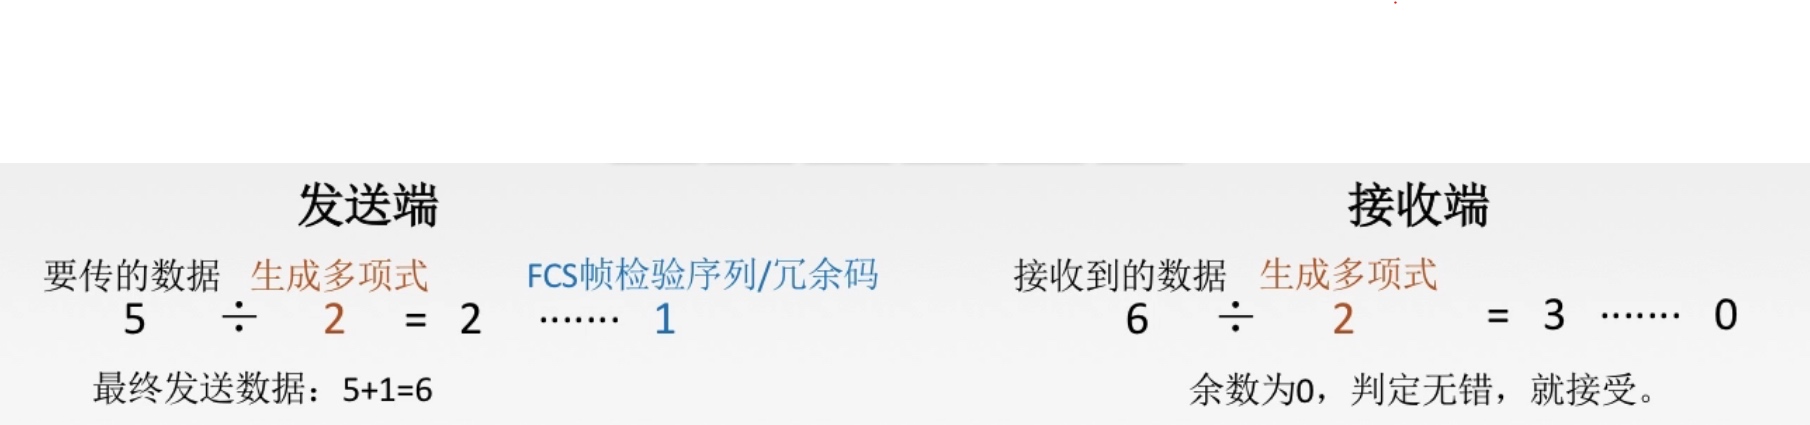 发送端
要传的数据 生成多项式 FCS帧检验序列/冗余码
5 ÷ 2 = 2 ······· 1
最终发送数据：5+1=6
接收端
接收到的数据 生成多项式
6 ÷ 2 = 3 ······· 0
余数为0，判定无错，就接受。